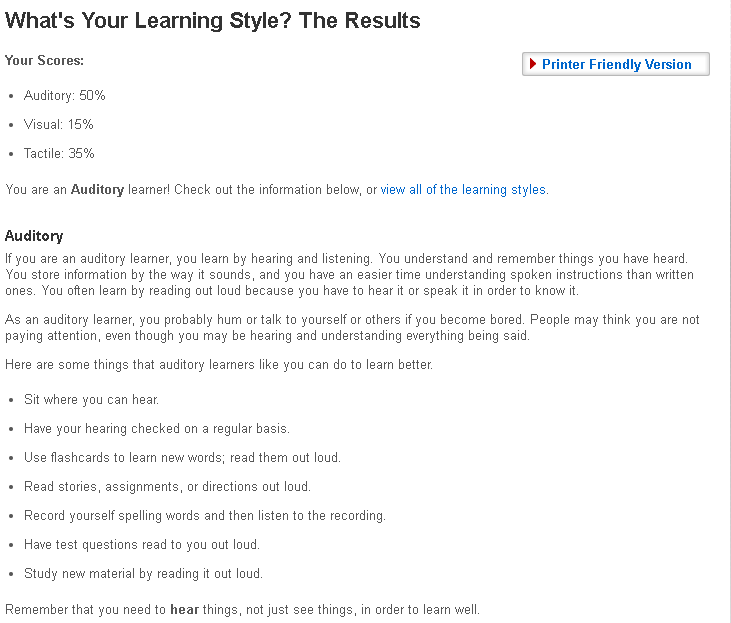 What's Your Learning Style? The Results
Your Scores:
Printer Friendly Version
• Auditory: 50%
• Visual: 15%
• Tactile: 35%
You are an Auditory learner! Check out the information below, or view all of the learning styles.
Auditory
If you are an auditory learner, you learn by hearing and listening. You understand and remember things you have heard.
You store information by the way it sounds, and you have an easier time understanding spoken instructions than written
ones. You often learn by reading out loud because you have to hear it or speak it in order to know it.
As an auditory learner, you probably hum or talk to yourself or others if you become bored. People may think you are not
paying attention, even though you may be hearing and understanding everything being said.
Here are some things that auditory learners like you can do to learn better.
• Sit where you can hear.
• Have your hearing checked on a regular basis.
• Use flashcards to learn new words; read them out loud.
• Read stories, assignments, or directions out loud.
• Record yourself spelling words and then listen to the recording.
• Have test questions read to you out loud.
• Study new material by reading it out loud.
Remember that you need to hear things, not just see things, in order to learn well.